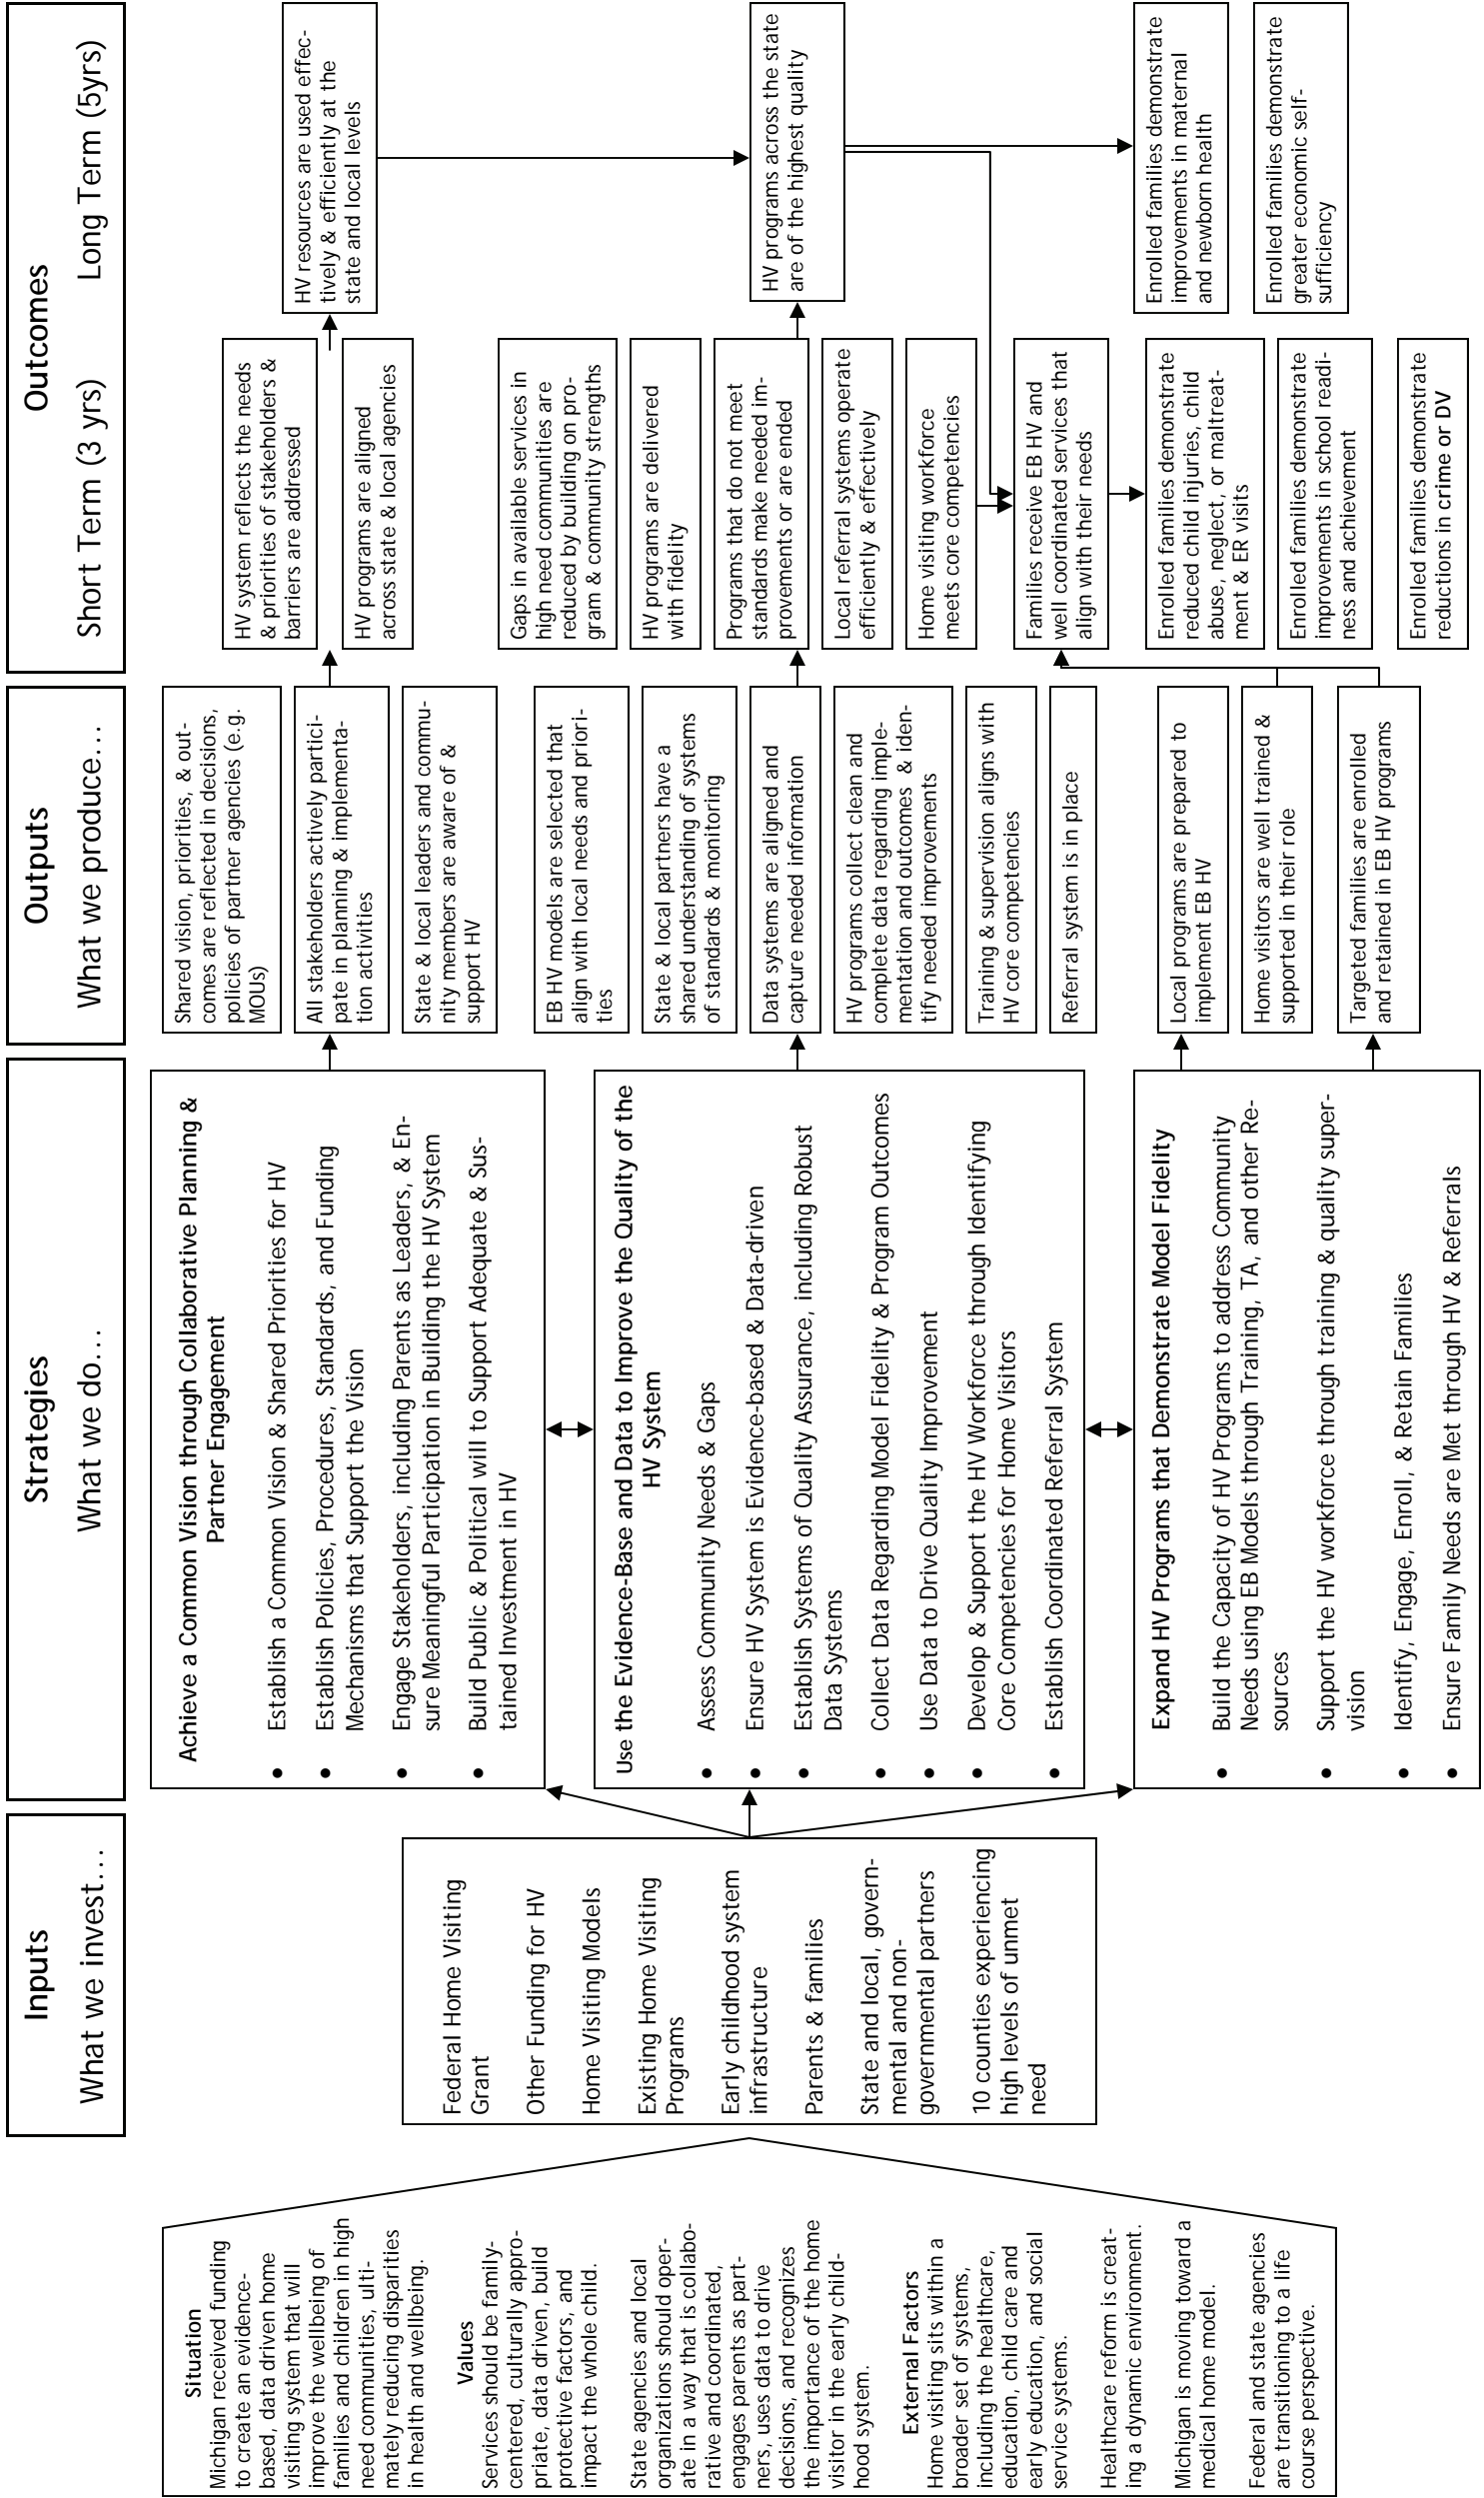 Inputs
What we invest…
Strategies
What we do…
Outputs
What we produce…
Outcomes
Short Term (3 yrs)
Long Term (5yrs)
Situation
Michigan received funding
to create an evidence-
based, data driven home
visiting system that will
improve the wellbeing of
families and children in high
need communities, ulti-
mately reducing disparities
in health and wellbeing.
Values
Services should be family-
centered, culturally appro-
priate, data driven, build
protective factors, and
impact the whole child.
State agencies and local
organizations should oper-
ate in a way that is collabo-
rative and coordinated,
engages parents as part-
ners, uses data to drive
decisions, and recognizes
the importance of the home
visitor in the early child-
hood system.
External Factors
Home visiting sits within a
broader set of systems,
including the healthcare,
education, child care and
early education, and social
service systems.
Healthcare reform is creat-
ing a dynamic environment.
Michigan is moving toward a
medical home model.
Federal and state agencies
are transitioning to a life
course perspective.
Federal Home Visiting
Grant
Other Funding for HV
Home Visiting Models
Existing Home Visiting
Programs
Early childhood system
infrastructure
Parents & families
State and local, govern-
mental and non-
governmental partners
10 counties experiencing
high levels of unmet
need
Achieve a Common Vision through Collaborative Planning &
Partner Engagement
• Establish a Common Vision & Shared Priorities for HV
• Establish Policies, Procedures, Standards, and Funding
Mechanisms that Support the Vision
• Engage Stakeholders, including Parents as Leaders, & En-
sure Meaningful Participation in Building the HV System
• Build Public & Political will to Support Adequate & Sus-
tained Investment in HV
Use the Evidence-Base and Data to Improve the Quality of the
HV System
• Assess Community Needs & Gaps
• Ensure HV System is Evidence-based & Data-driven
• Establish Systems of Quality Assurance, including Robust
Data Systems
• Collect Data Regarding Model Fidelity & Program Outcomes
• Use Data to Drive Quality Improvement
• Develop & Support the HV Workforce through Identifying
Core Competencies for Home Visitors
• Establish Coordinated Referral System
Expand HV Programs that Demonstrate Model Fidelity
• Build the Capacity of HV Programs to address Community
Needs using EB Models through Training, TA, and other Re-
sources
• Support the HV workforce through training & quality super-
vision
• Identify, Engage, Enroll, & Retain Families
• Ensure Family Needs are Met through HV & Referrals
Shared vision, priorities, & out-
comes are reflected in decisions,
policies of partner agencies (e.g.
MOUs)
All stakeholders actively partici-
pate in planning & implementa-
tion activities
State & local leaders and commu-
nity members are aware of &
support HV
EB HV models are selected that
align with local needs and priori-
ties
State & local partners have a
shared understanding of systems
of standards & monitoring
Data systems are aligned and
capture needed information
HV programs collect clean and
complete data regarding imple-
mentation and outcomes & iden-
tify needed improvements
Training & supervision aligns with
HV core competencies
Referral system is in place
Local programs are prepared to
implement EB HV
Home visitors are well trained &
supported in their role
Targeted families are enrolled
and retained in EB HV programs
HV system reflects the needs
& priorities of stakeholders &
barriers are addressed
HV programs are aligned
across state & local agencies
Gaps in available services in
high need communities are
reduced by building on pro-
gram & community strengths
HV programs are delivered
with fidelity
Programs that do not meet
standards make needed im-
provements or are ended
Local referral systems operate
efficiently & effectively
Home visiting workforce
meets core competencies
Families receive EB HV and
well coordinated services that
align with their needs
Enrolled families demonstrate
reduced child injuries, child
abuse, neglect, or maltreat-
ment & ER visits
Enrolled families demonstrate
improvements in school readi-
ness and achievement
Enrolled families demonstrate
reductions in crime or DV
HV resources are used effec-
tively & efficiently at the
state and local levels
HV programs across the state
are of the highest quality
Enrolled families demonstrate
improvements in maternal
and newborn health
Enrolled families demonstrate
greater economic self-
sufficiency